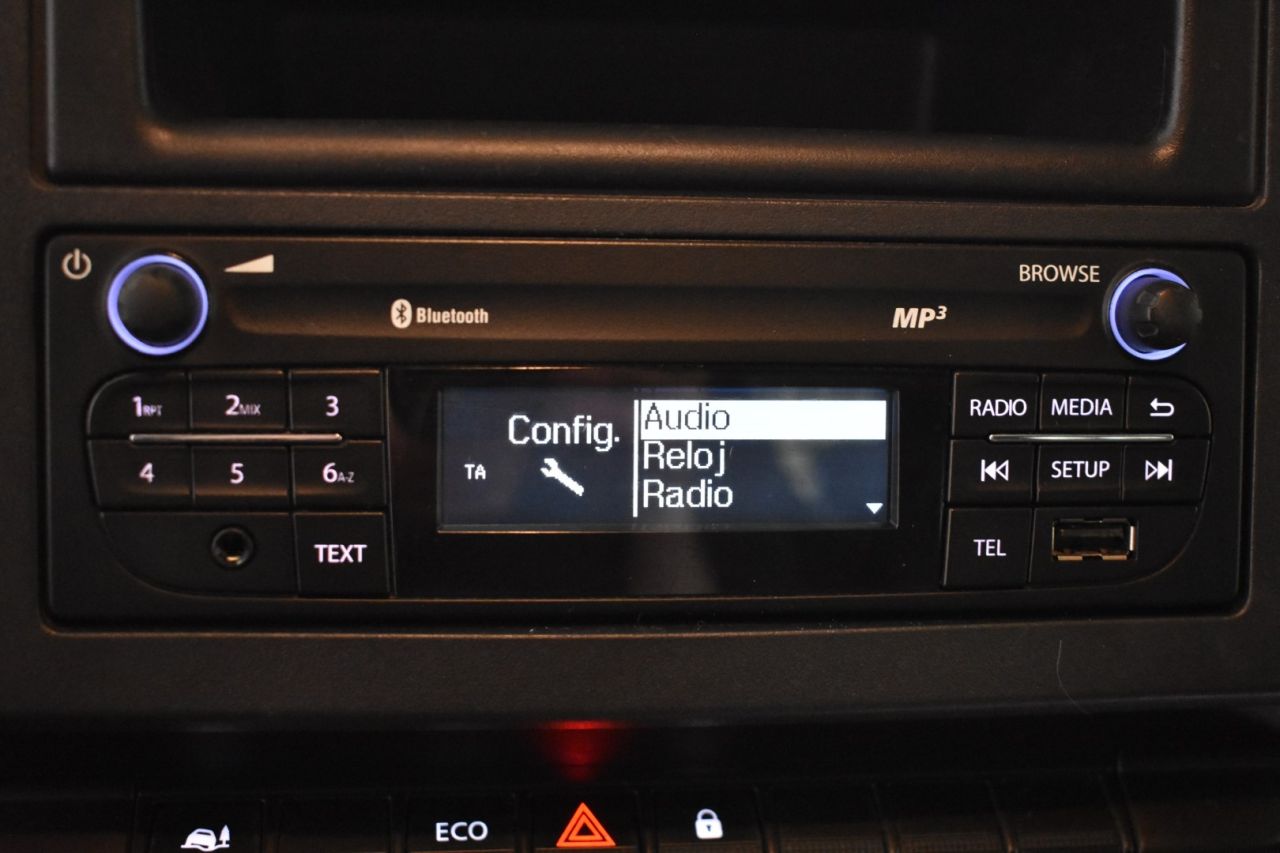 BROWSE
Bluetooth
MP3
1RPT 2MIX 3
4 5 6A-Z
TEXT
Config.
TA
Audio
Reloj
Radio
RADIO MEDIA
SETUP
TEL
ECO